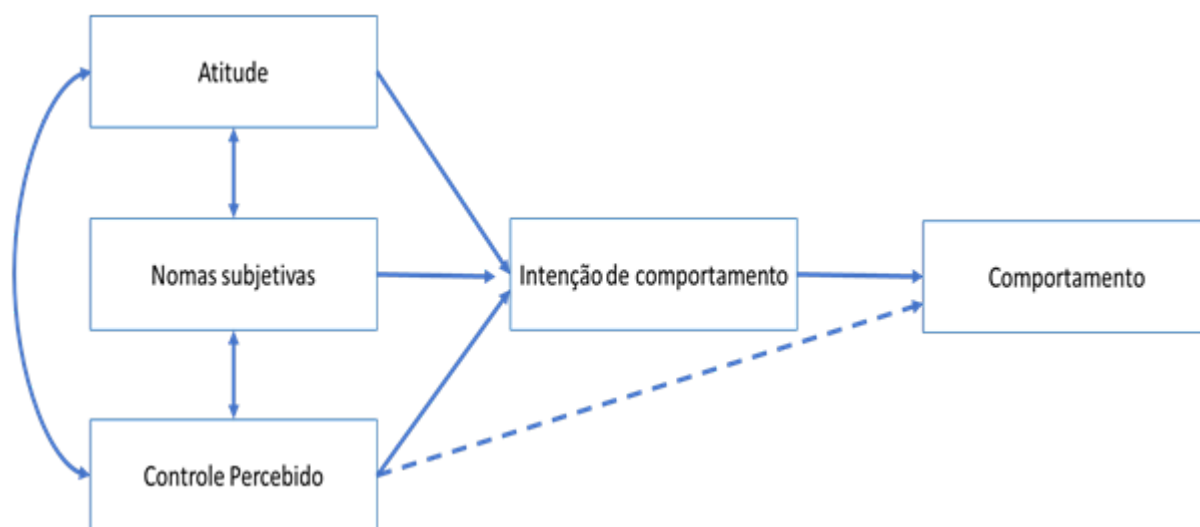 Atitude
Nomas subjetivas
Intenção de comportamento
Comportamento
Controle Percebido